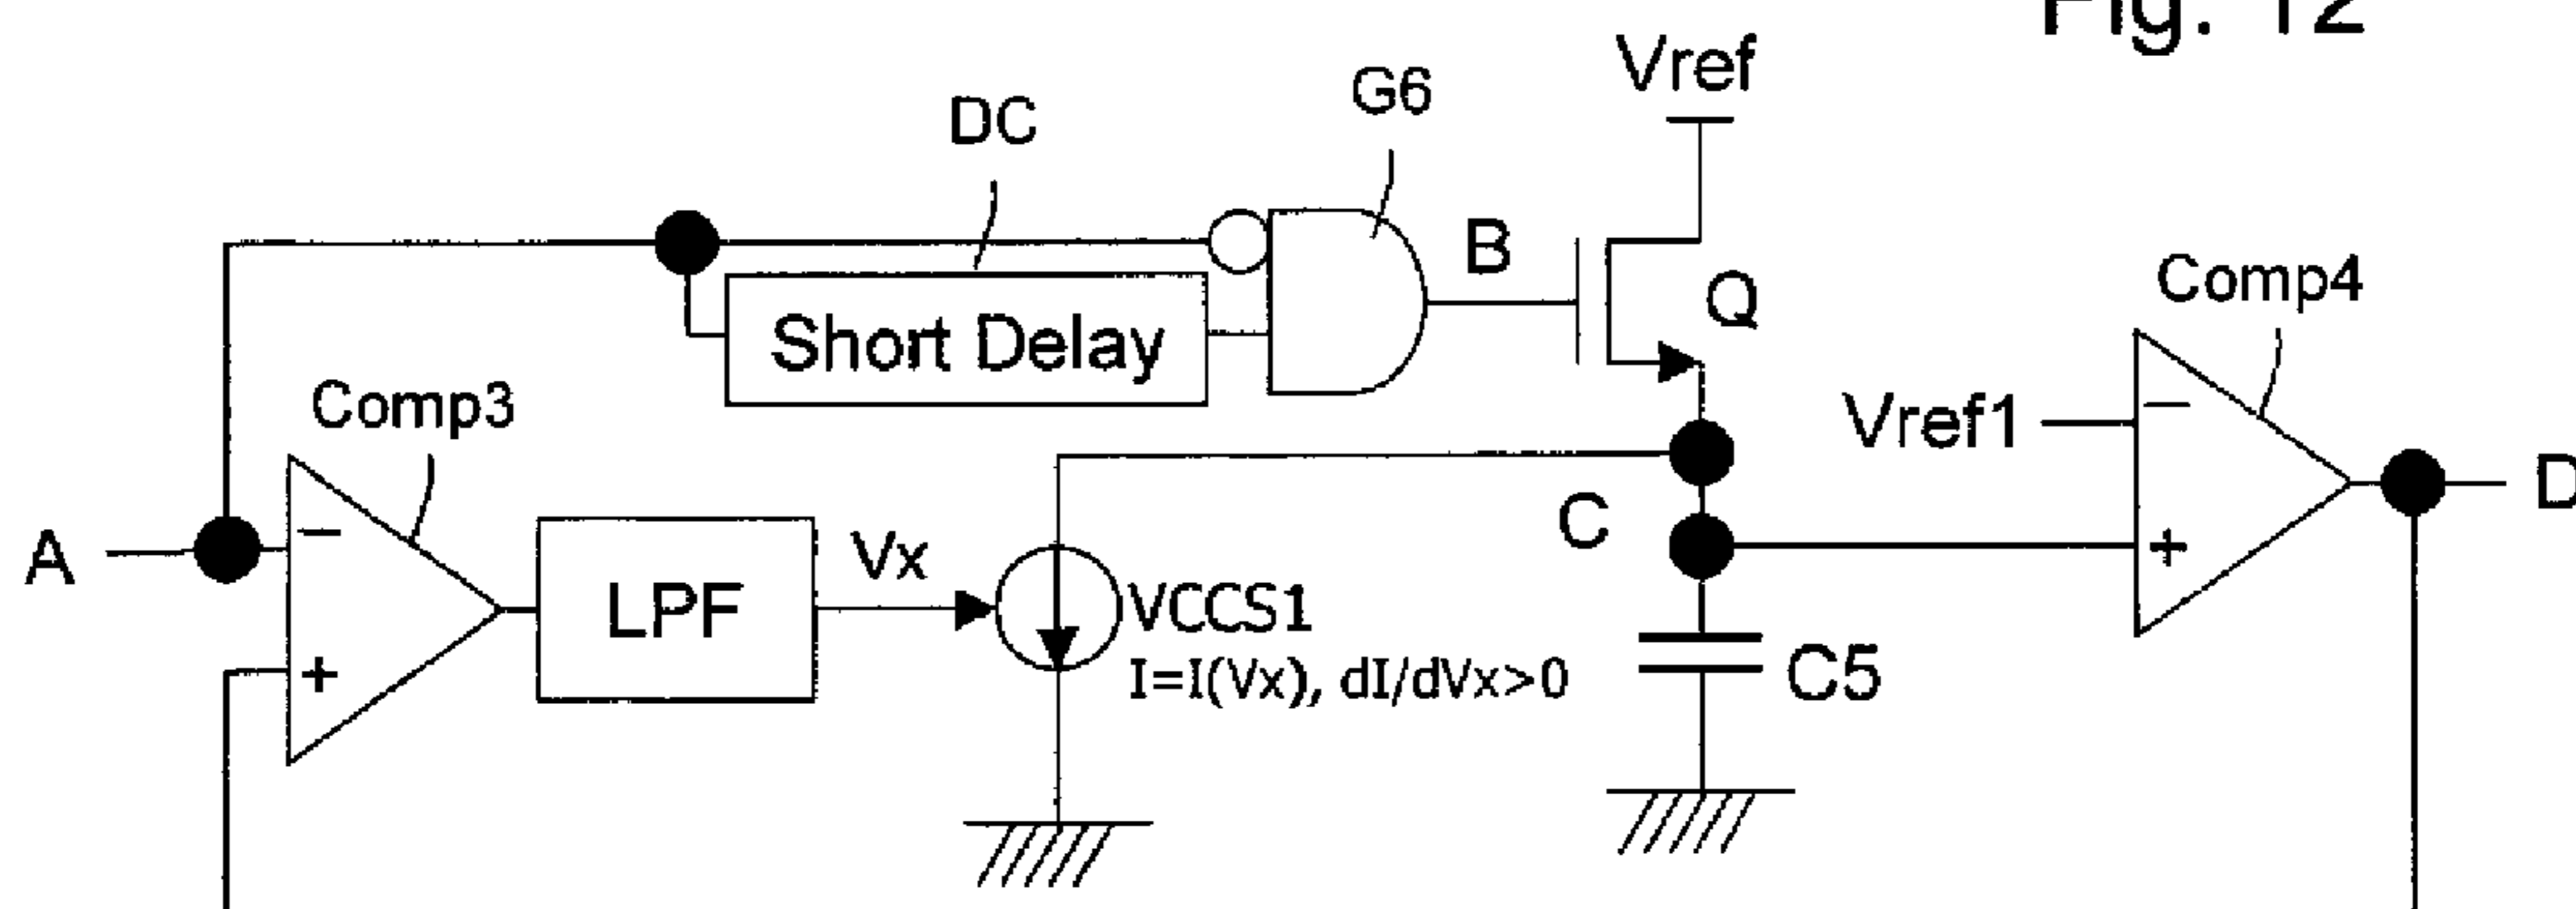 Fig. 12
Vref
G6
DC
B
Q
Short Delay
Comp4
Comp3
Vref1
D
A
Vx
C
LPF
VCCS1
I=I(Vx), dI/dVx>0
C5